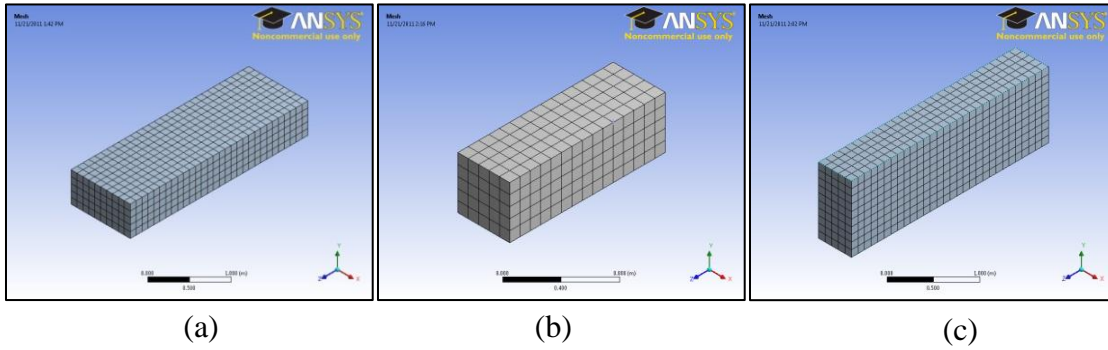 Mesh
11/21/2011 1:42 PM
ANSYS
Noncommercial use only
0.000
1.000 (m)
0.500
Y
Z
X
(a)
Mesh
11/21/2011 2:16 PM
ANSYS
Noncommercial use only
0.000
0.800 (m)
0.400
Y
Z
X
(b)
Mesh
11/21/2011 2:02 PM
ANSYS
Noncommercial use only
0.000
1.000 (m)
0.500
Y
Z
X
(c)